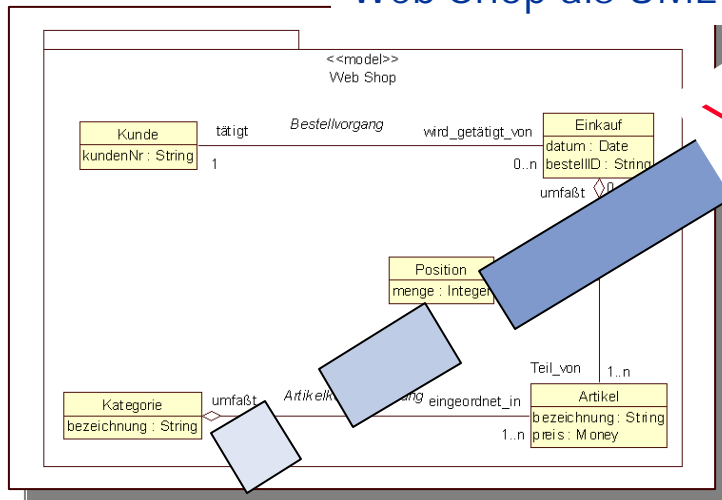 Web Shop als UML
<<model>>
Web Shop
Kunde
kundenNr : String
tätigt
Bestellvorgang
wird_getätigt_von
1
0..n
Einkauf
datum : Date
bestellID : String
umfaßt
Position
menge : Integer
Teil_von
1..n
Kategorie
bezeichnung : String
umfaßt
eingeordnet_in
1..n
Artikel
bezeichnung : String
preis : Money